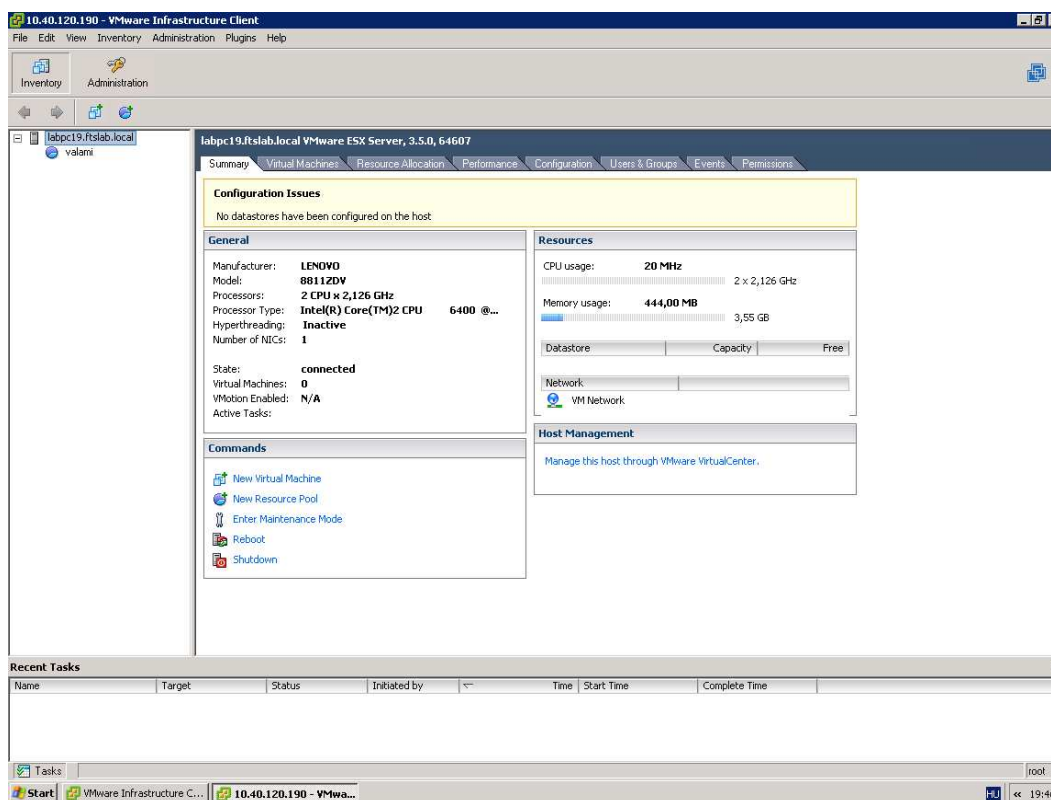 10.40.120.190 - VMware Infrastructure Client
File Edit View Inventory Administration Plugins Help
Inventory Administration
labpc19.ftslab.local
valami
labpc19.ftslab.local VMware ESX Server, 3.5.0, 64607
Summary Virtual Machines Resource Allocation Performance Configuration Users & Groups Events Permissions
Configuration Issues
No datastores have been configured on the host
General
Manufacturer: LENOVO
Model: 8811ZDV
Processors: 2 CPU x 2,126 GHz
Processor Type: Intel(R) Core(TM)2 CPU 6400 @...
Hyperthreading: Inactive
Number of NICs: 1
State: connected
Virtual Machines: 0
VMotion Enabled: N/A
Active Tasks:
Resources
CPU usage: 20 MHz
2 x 2,126 GHz
Memory usage: 444,00 MB
3,55 GB
Datastore Capacity Free
Network
VM Network
Commands
New Virtual Machine
New Resource Pool
Enter Maintenance Mode
Reboot
Shutdown
Host Management
Manage this host through VMware VirtualCenter.
Recent Tasks
Name Target Status Initiated by Time Start Time Complete Time
Tasks root
Start VMware Infrastructure C... 10.40.120.190 - VMwa... HU «